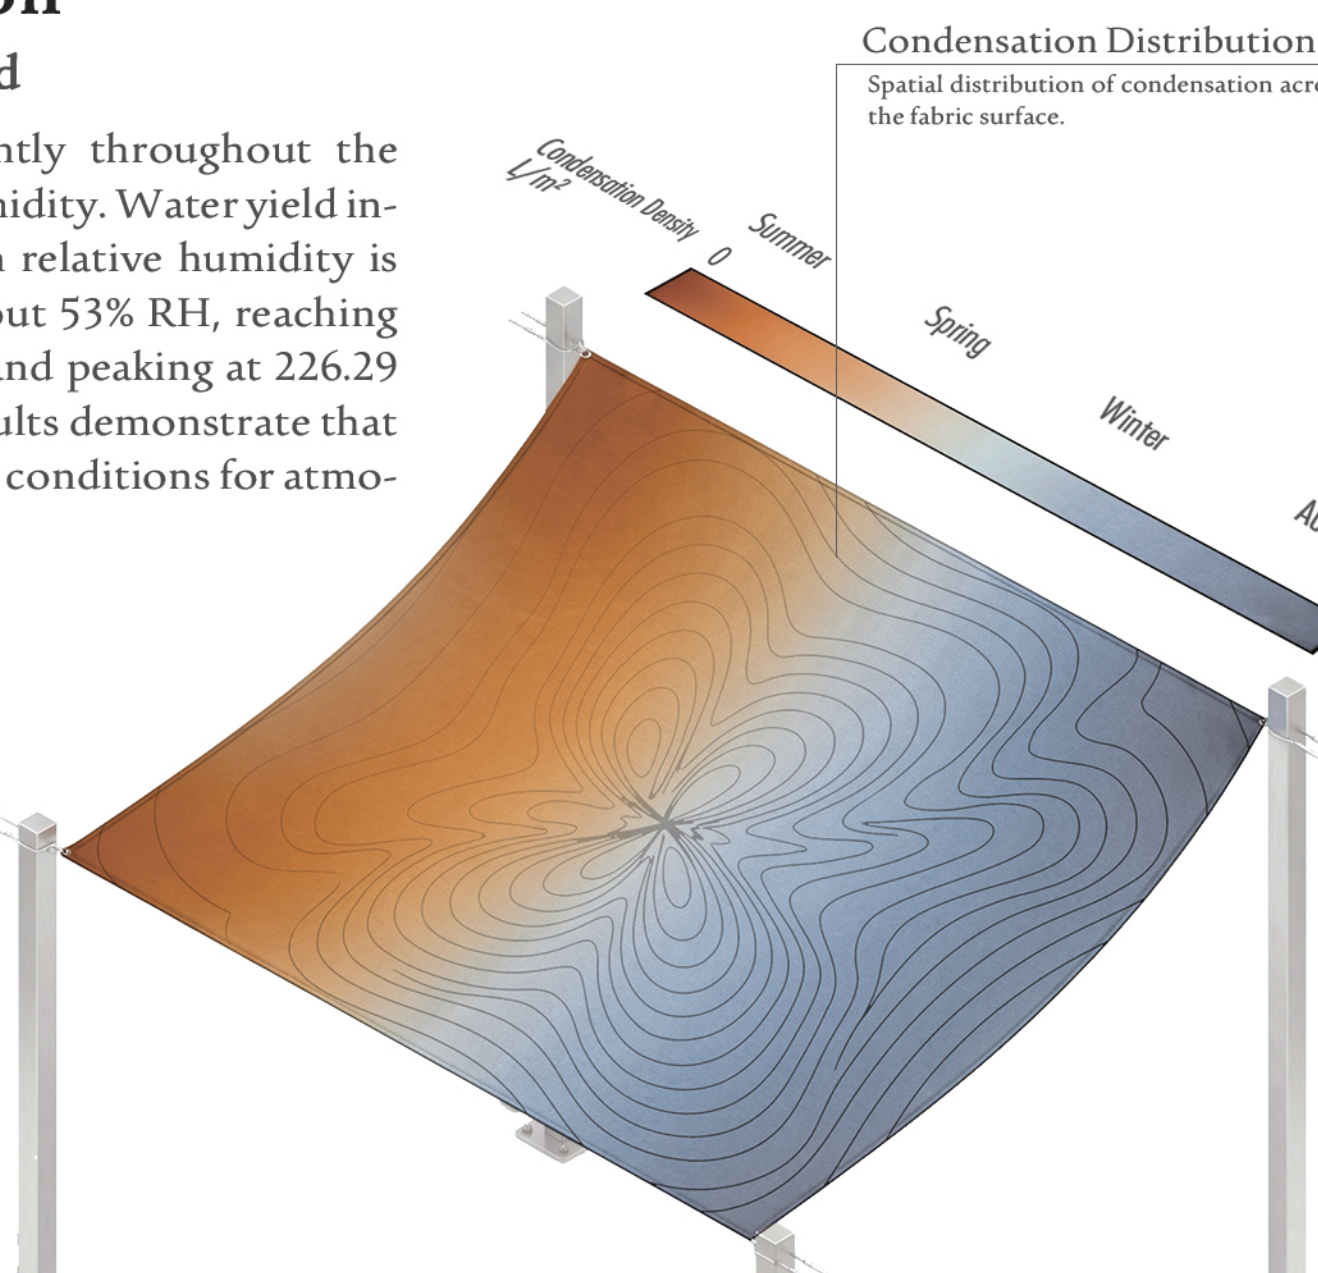 on
d
ntly throughout the
nidity. Water yield in-
n relative humidity is
out 53% RH, reaching
and peaking at 226.29
ults demonstrate that
conditions for atmo-
Condensation Distribution
Spatial distribution of condensation acro
the fabric surface.
Condensation Density
L/m²
0
Summer
Spring
Winter
Au